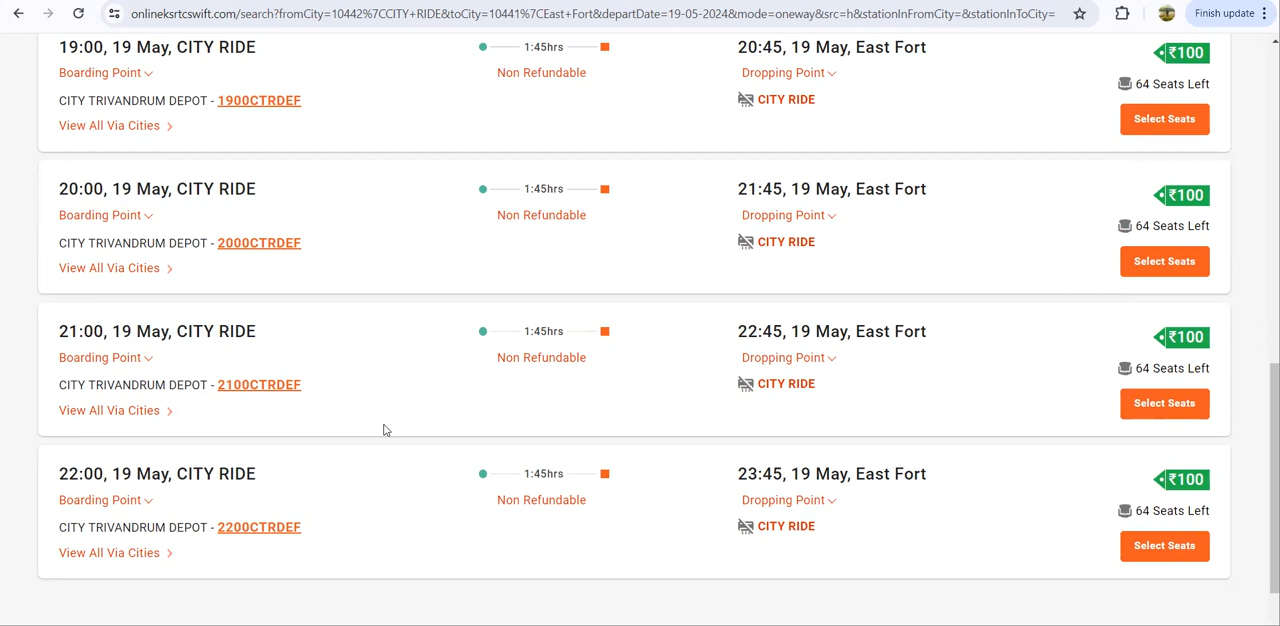 onlineksrtcswift.com/search?fromCity=10442%7CCITY+RIDE&toCity=10441%7CEast+Fort&departDate=19-05-2024&mode=oneway&src=h&stationInFromCity=&stationInToCity=
Finish update
19:00, 19 May, CITY RIDE
1:45hrs
20:45, 19 May, East Fort
₹100
Boarding Point
Non Refundable
Dropping Point
64 Seats Left
CITY TRIVANDRUM DEPOT - 1900CTRDEF
CITY RIDE
Select Seats
View All Via Cities
20:00, 19 May, CITY RIDE
1:45hrs
21:45, 19 May, East Fort
₹100
Boarding Point
Non Refundable
Dropping Point
64 Seats Left
CITY TRIVANDRUM DEPOT - 2000CTRDEF
CITY RIDE
Select Seats
View All Via Cities
21:00, 19 May, CITY RIDE
1:45hrs
22:45, 19 May, East Fort
₹100
Boarding Point
Non Refundable
Dropping Point
64 Seats Left
CITY TRIVANDRUM DEPOT - 2100CTRDEF
CITY RIDE
Select Seats
View All Via Cities
22:00, 19 May, CITY RIDE
1:45hrs
23:45, 19 May, East Fort
₹100
Boarding Point
Non Refundable
Dropping Point
64 Seats Left
CITY TRIVANDRUM DEPOT - 2200CTRDEF
CITY RIDE
Select Seats
View All Via Cities